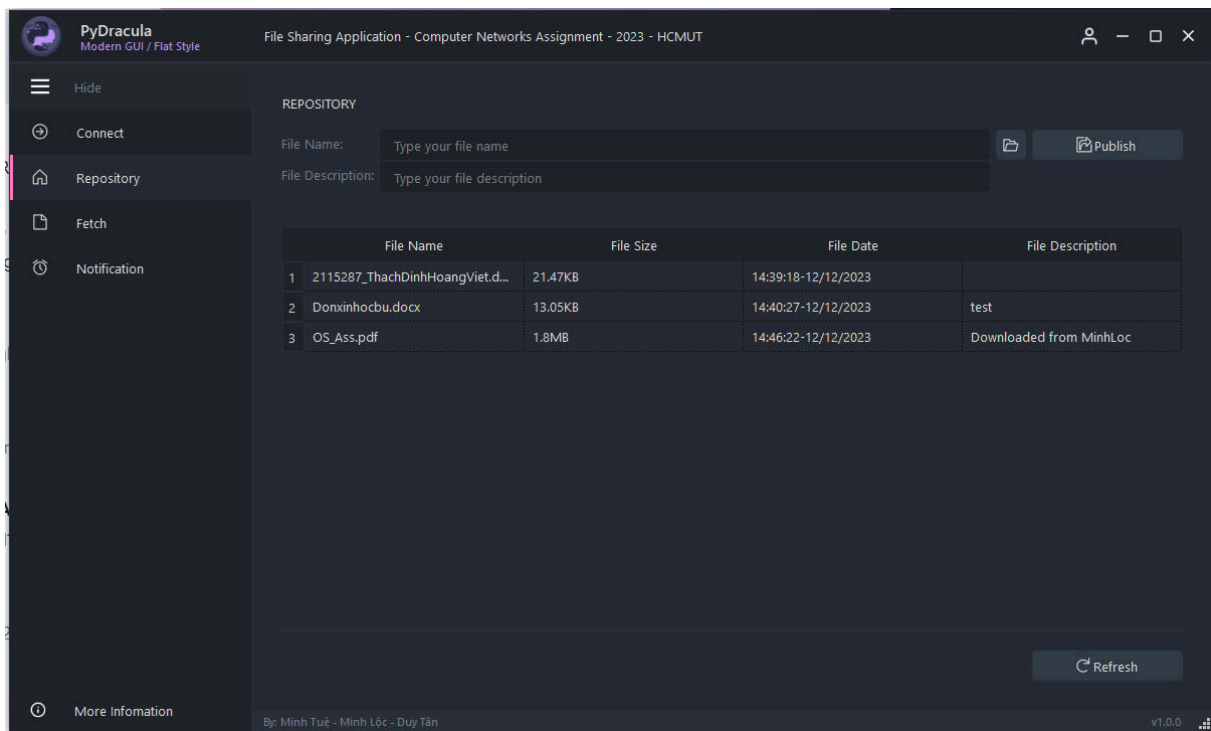 PyDracula
Modern GUI / Flat Style
File Sharing Application - Computer Networks Assignment - 2023 - HCMUT
Hide
Connect
Repository
Fetch
Notification
More Infomation
REPOSITORY
File Name: Type your file name Publish
File Description: Type your file description
File Name File Size File Date File Description
1 2115287_ThachDinhHoangViet.d... 21.47KB 14:39:18-12/12/2023
2 Donxinhocbu.docx 13.05KB 14:40:27-12/12/2023 test
3 OS_Ass.pdf 1.8MB 14:46:22-12/12/2023 Downloaded from MinhLoc
Refresh
By: Minh Tuệ - Minh Lộc - Duy Tân v1.0.0